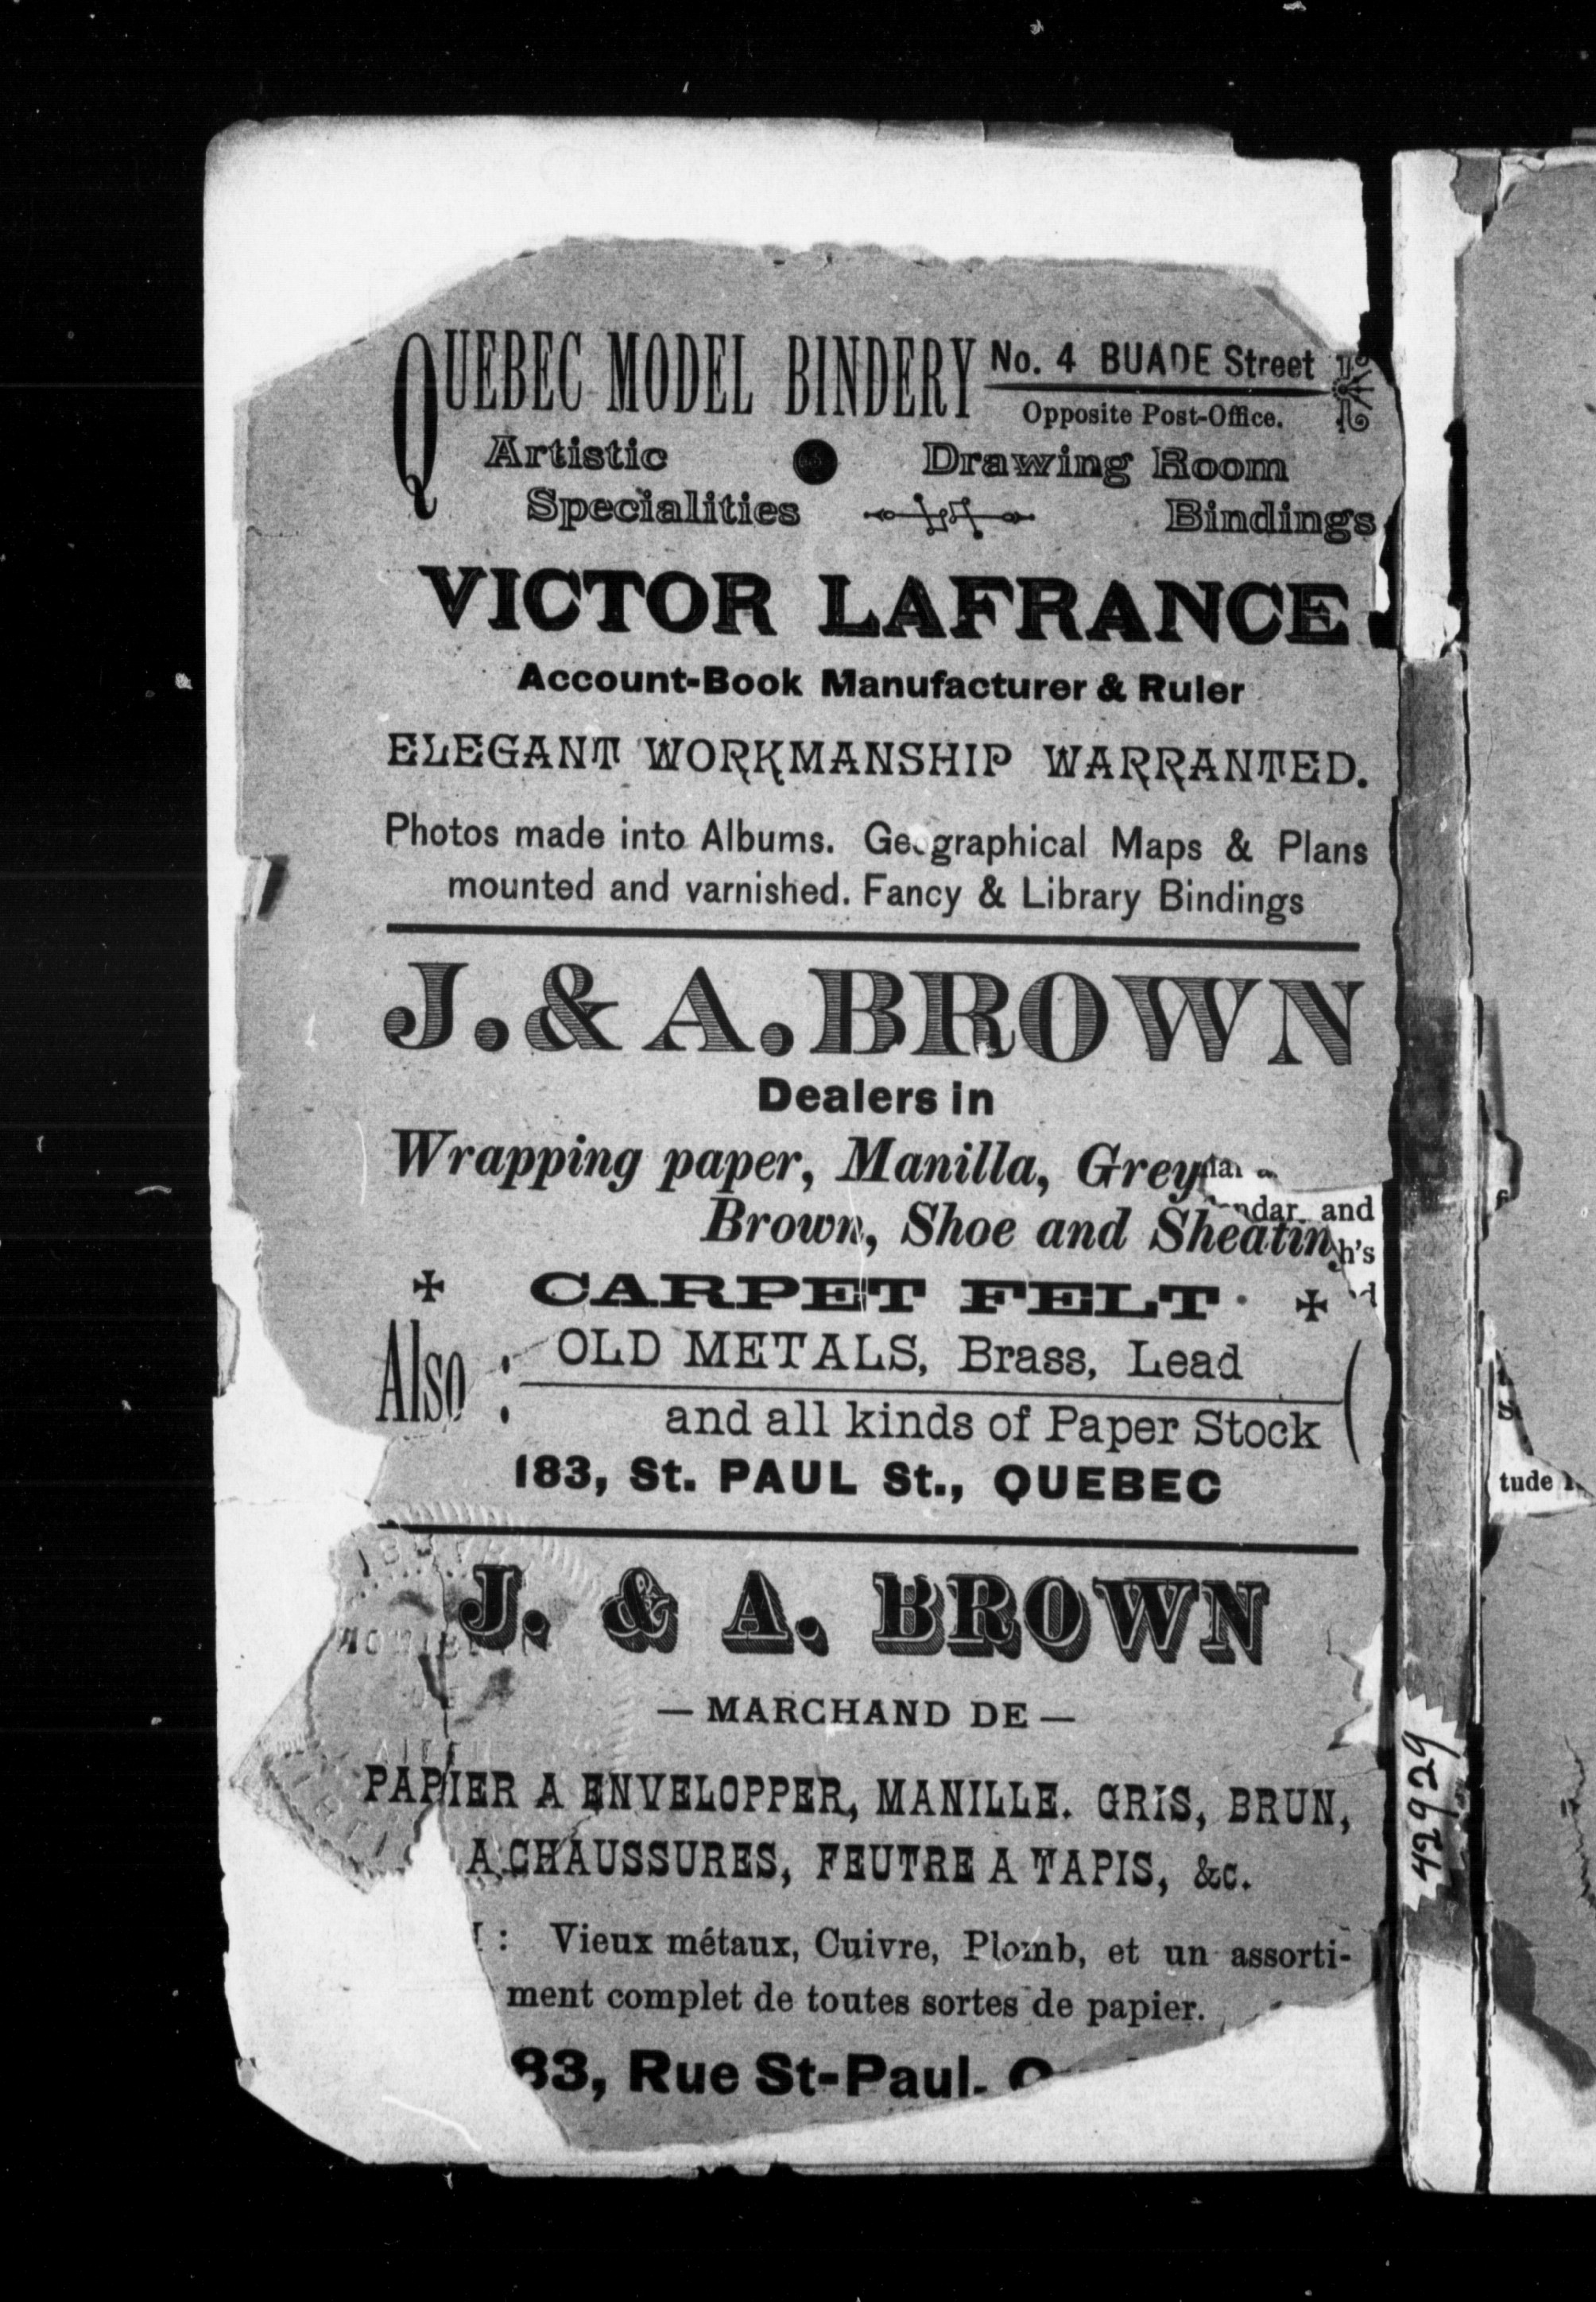 QUEBEC MODEL BINDERY No. 4 BUADE Street
Opposite Post-Office.
Artistic Drawing Room
Specialities Bindings
VICTOR LAFRANCE
Account-Book Manufacturer & Ruler
ELEGANT WORKMANSHIP WARRANTED.
Photos made into Albums. Geographical Maps & Plans
mounted and varnished. Fancy & Library Bindings
J. & A. BROWN
Dealers in
Wrapping paper, Manilla, Grey
and
Brown, Shoe and Sheatin
h's
CARPET FELT
Also : OLD METALS, Brass, Lead
and all kinds of Paper Stock
183, St. PAUL St., QUEBEC
J. & A. BROWN
— MARCHAND DE —
PAPIER A ENVELOPPER, MANILLE. GRIS, BRUN,
A CHAUSSURES, FEUTRE A TAPIS, &c.
: Vieux métaux, Cuivre, Plomb, et un assorti-
ment complet de toutes sortes de papier.
83, Rue St-Paul.
42929
tude